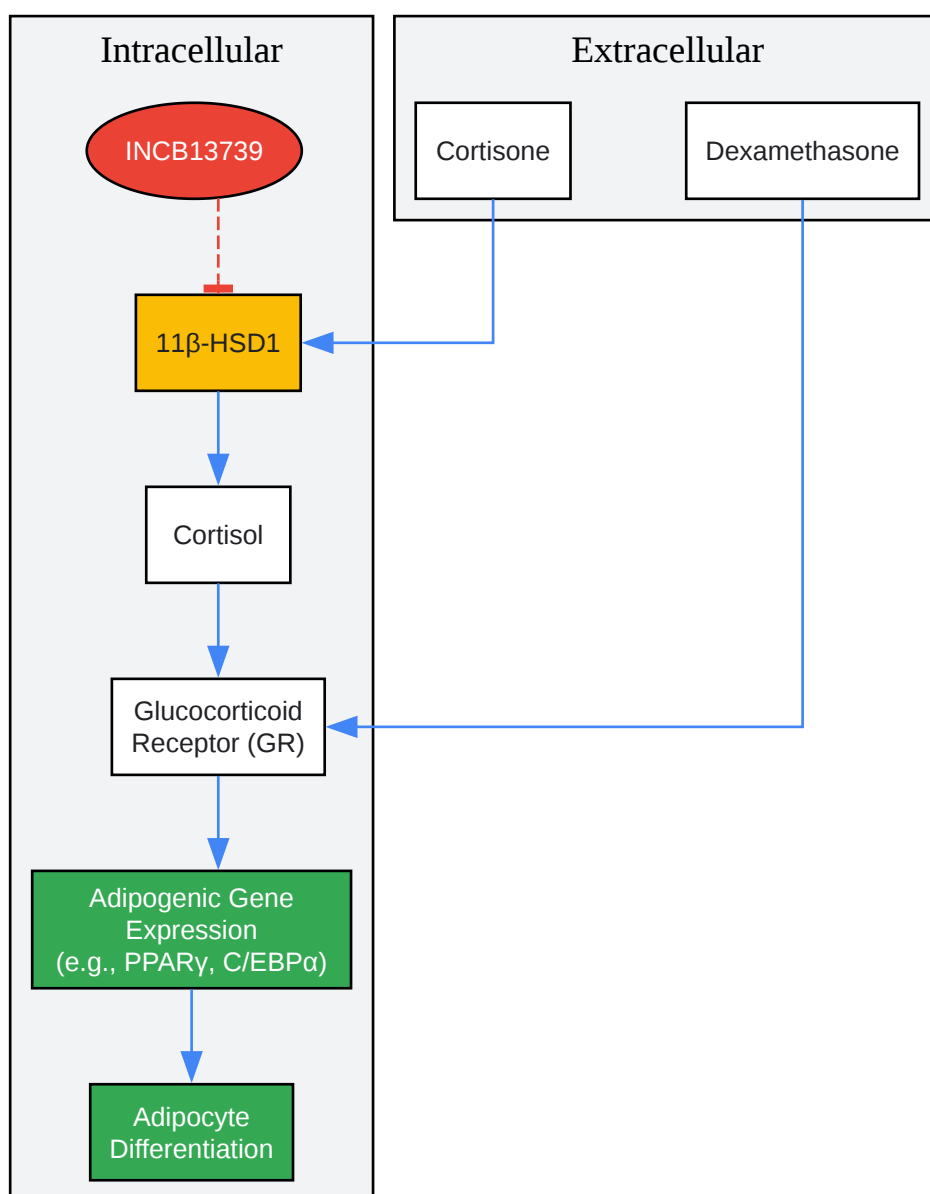 Intracellular
Extracellular
INCB13739
Cortisone
Dexamethasone
11β-HSD1
Cortisol
Glucocorticoid
Receptor (GR)
Adipogenic Gene
Expression
(e.g., PPARγ, C/EBPα)
Adipocyte
Differentiation